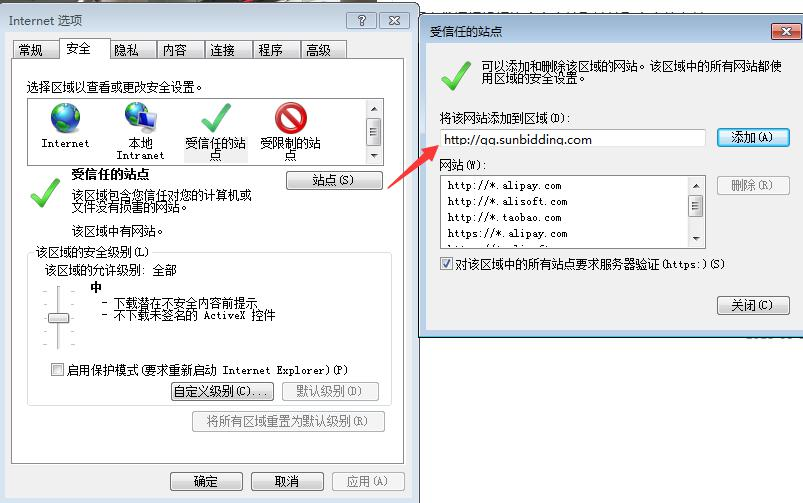 Internet 选项
常规
安全
隐私
内容
连接
程序
高级
选择区域以查看或更改安全设置。
Internet
本地
Intranet
受信任的站
点
受限制的站
点
受信任的站点
站点(S)
该区域包含您信任对您的计算机或
文件没有损害的网站。
该区域中有网站。
该区域的安全级别(L)
该区域的允许级别: 全部
中
- 下载潜在不安全内容前提示
- 不下载未签名的 ActiveX 控件
启用保护模式(要求重新启动 Internet Explorer)(P)
自定义级别(C)...
默认级别(D)
将所有区域重置为默认级别(R)
确定
取消
应用(A)
受信任的站点
可以添加和删除该区域的网站。该区域中的所有网站都使
用区域的安全设置。
将该网站添加到区域(D):
http://qg.sunbidding.com
添加(A)
网站(W):
http://*.alipay.com
http://*.alisoft.com
http://*.taobao.com
https://*.alipay.com
删除(R)
对该区域中的所有站点要求服务器验证(https:)(S)
关闭(C)